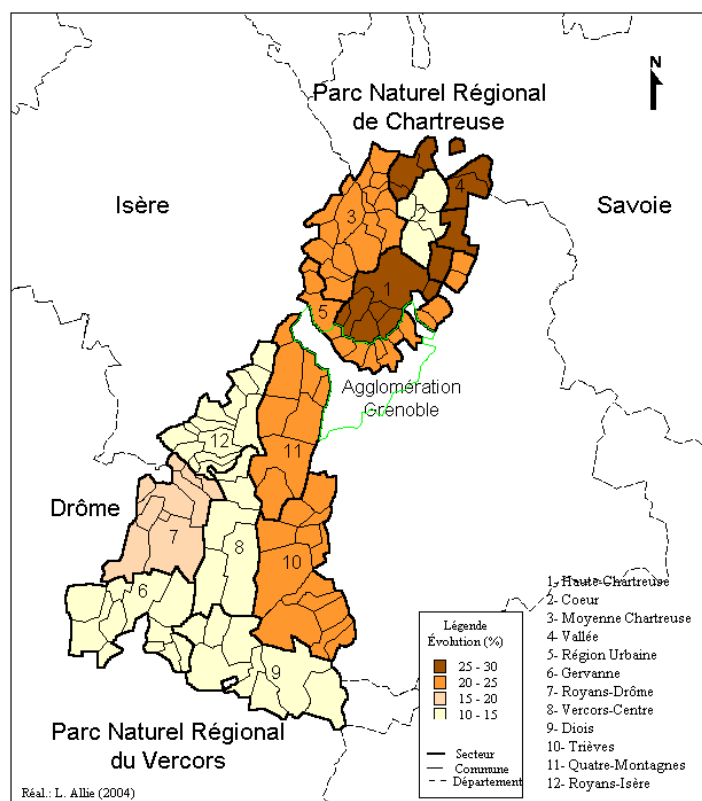 N
Parc Naturel Régional
de Chartreuse
Isère
Savoie
3
4
2
1
5
Agglomération
Grenoble
12
11
Drôme
7
8
10
6
9
Parc Naturel Régional
du Vercors
Légende
Évolution (%)
25 - 30
20 - 25
15 - 20
10 - 15
Secteur
Commune
Département
1- Haute-Chartreuse
2- Coeur
3- Moyenne Chartreuse
4- Vallée
5- Région Urbaine
6- Gervanne
7- Royans-Drôme
8- Vercors-Centre
9- Diois
10- Trièves
11- Quatre-Montagnes
12- Royans-Isère
Réal.: L. Allie (2004)